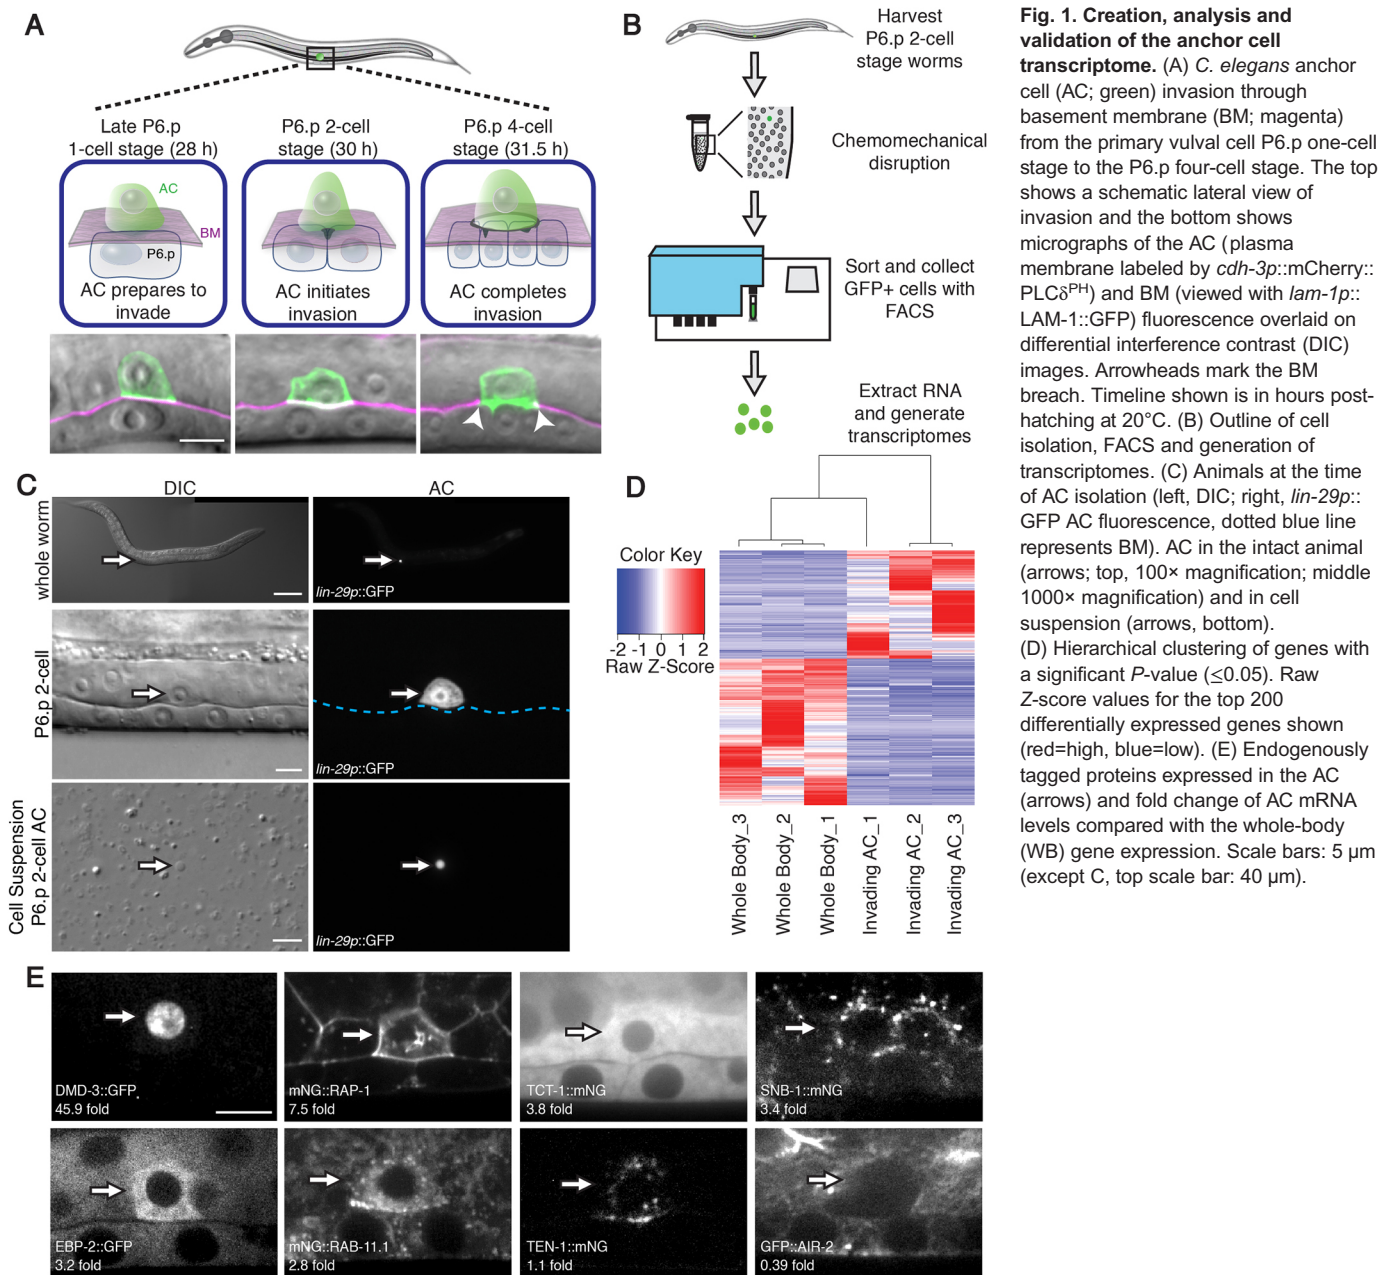 A
Late P6.p
1-cell stage (28 h)
P6.p 2-cell
stage (30 h)
P6.p 4-cell
stage (31.5 h)
AC
BM
P6.p
AC prepares to
invade
AC initiates
invasion
AC completes
invasion
B
Harvest
P6.p 2-cell
stage worms
Chemomechanical
disruption
Sort and collect
GFP+ cells with
FACS
Extract RNA
and generate
transcriptomes
C
DIC
AC
whole worm
lin-29p::GFP
P6.p 2-cell
lin-29p::GFP
Cell Suspension
P6.p 2-cell AC
lin-29p::GFP
D
Color Key
-2 -1 0 1 2
Raw Z-Score
Whole Body_3
Whole Body_2
Whole Body_1
Invading AC_1
Invading AC_2
Invading AC_3
E
DMD-3::GFP
45.9 fold
mNG::RAP-1
7.5 fold
TCT-1::mNG
3.8 fold
SNB-1::mNG
3.4 fold
EBP-2::GFP
3.2 fold
mNG::RAB-11.1
2.8 fold
TEN-1::mNG
1.1 fold
GFP::AIR-2
0.39 fold
Fig. 1. Creation, analysis and
validation of the anchor cell
transcriptome. (A) C. elegans anchor
cell (AC; green) invasion through
basement membrane (BM; magenta)
from the primary vulval cell P6.p one-cell
stage to the P6.p four-cell stage. The top
shows a schematic lateral view of
invasion and the bottom shows
micrographs of the AC (plasma
membrane labeled by cdh-3p::mCherry::
PLCδᴾᴴ) and BM (viewed with lam-1p::
LAM-1::GFP) fluorescence overlaid on
differential interference contrast (DIC)
images. Arrowheads mark the BM
breach. Timeline shown is in hours post-
hatching at 20°C. (B) Outline of cell
isolation, FACS and generation of
transcriptomes. (C) Animals at the time
of AC isolation (left, DIC; right, lin-29p::
GFP AC fluorescence, dotted blue line
represents BM). AC in the intact animal
(arrows; top, 100× magnification; middle
1000× magnification) and in cell
suspension (arrows, bottom).
(D) Hierarchical clustering of genes with
a significant P-value (≤0.05). Raw
Z-score values for the top 200
differentially expressed genes shown
(red=high, blue=low). (E) Endogenously
tagged proteins expressed in the AC
(arrows) and fold change of AC mRNA
levels compared with the whole-body
(WB) gene expression. Scale bars: 5 µm
(except C, top scale bar: 40 µm).